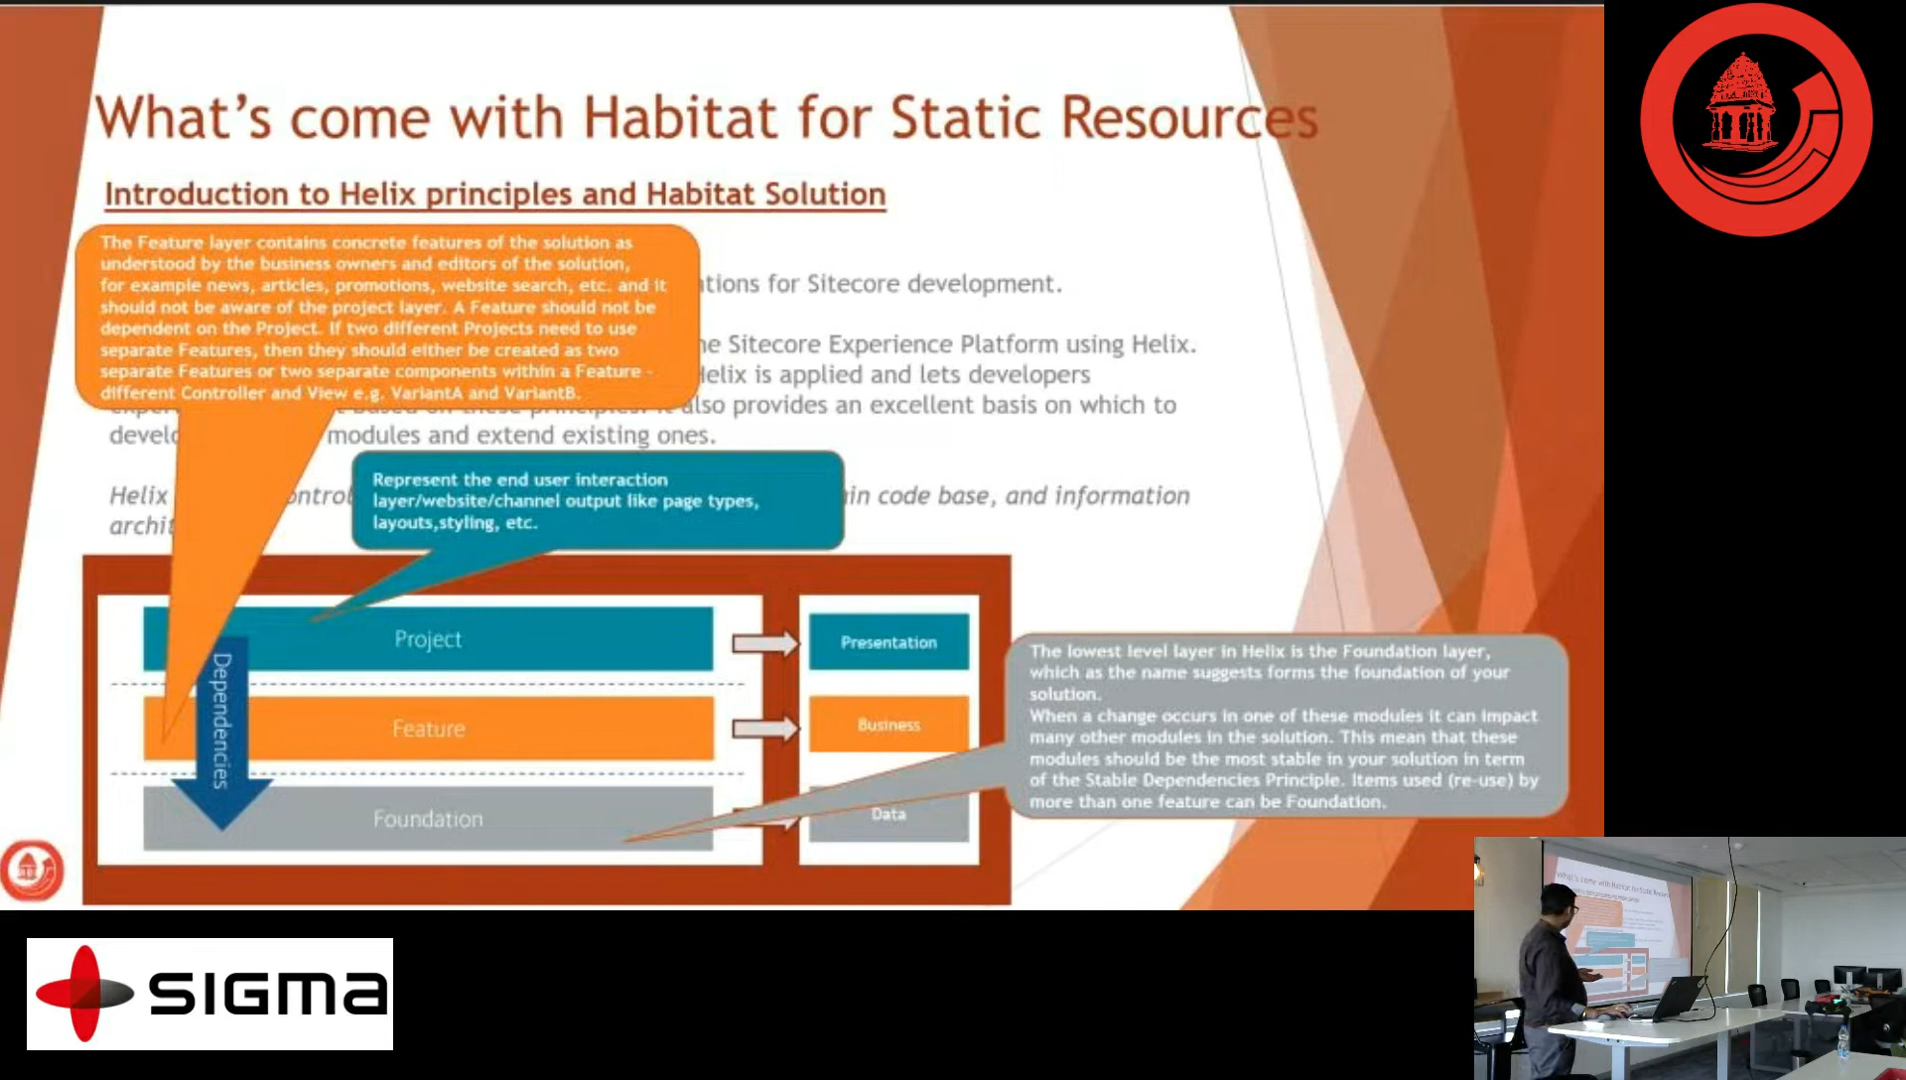 What's come with Habitat for Static Resources
Introduction to Helix principles and Habitat Solution
The Feature layer contains concrete features of the solution as
understood by the business owners and editors of the solution,
for example news, articles, promotions, website search, etc. and it
should not be aware of the project layer. A Feature should not be
dependent on the Project. If two different Projects need to use
separate Features, then they should either be created as two
separate Features or two separate components within a Feature -
different Controller and View e.g. VariantA and VariantB.
for Sitecore development.
Sitecore Experience Platform using Helix.
Helix is applied and lets developers
also provides an excellent basis on which to
modules and extend existing ones.
Represent the end user interaction
layer/website/channel output like page types,
layouts,styling, etc.
Helix
code base, and information
Project
Feature
Foundation
Dependencies
Presentation
Business
Data
The lowest level layer in Helix is the Foundation layer,
which as the name suggests forms the foundation of your
solution.
When a change occurs in one of these modules it can impact
many other modules in the solution. This mean that these
modules should be the most stable in your solution in term
of the Stable Dependencies Principle. Items used (re-use) by
more than one feature can be Foundation.
SIGMA
What's come with Habitat for Static